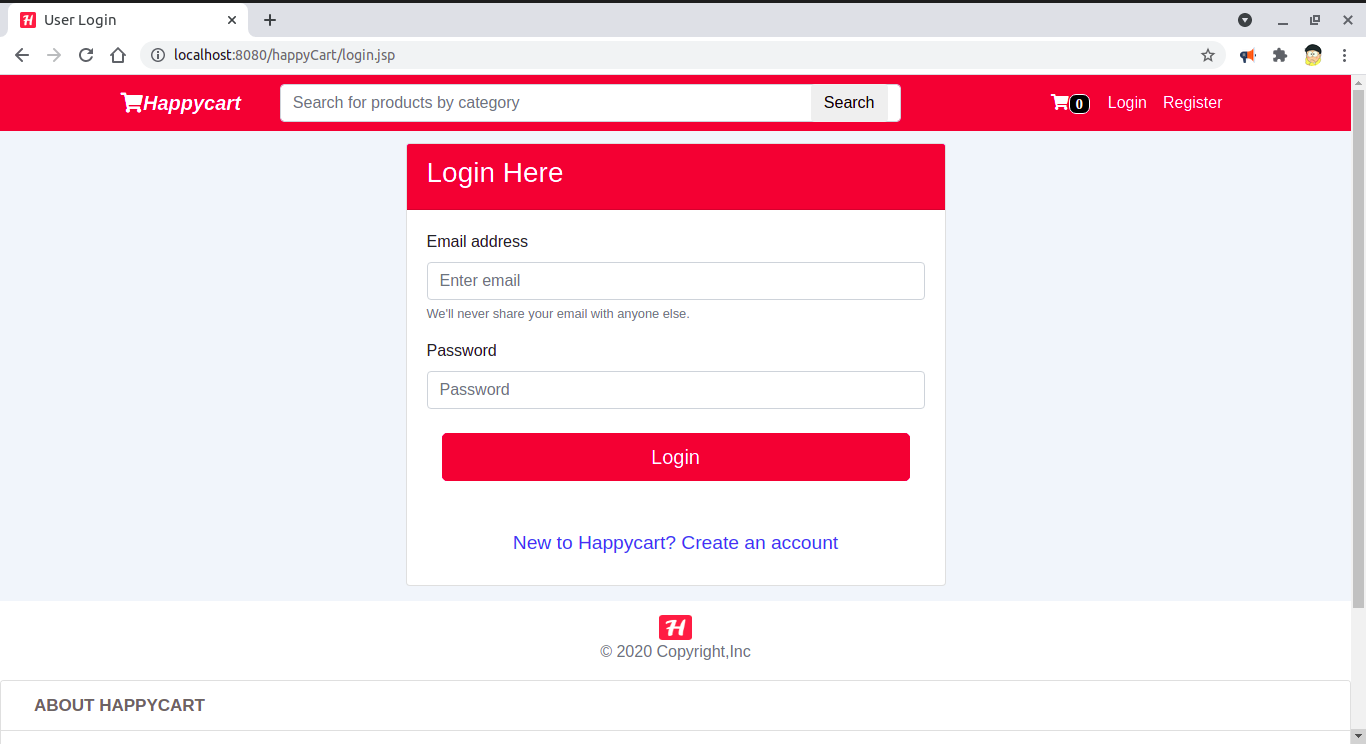 User Login
localhost:8080/happyCart/login.jsp
Happycart
Search for products by category
Search
0
Login
Register
Login Here
Email address
Enter email
We'll never share your email with anyone else.
Password
Password
Login
New to Happycart? Create an account
H
© 2020 Copyright,Inc
ABOUT HAPPYCART